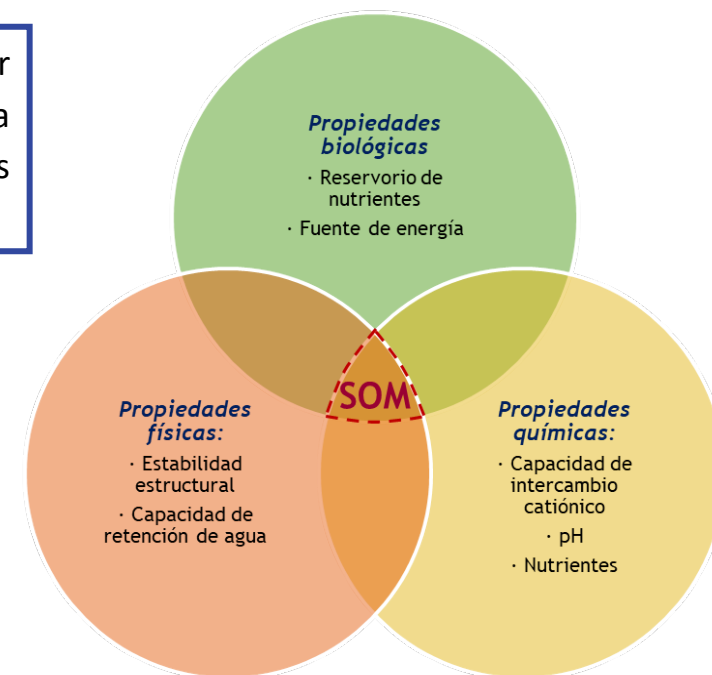 r
a
s
Propiedades
biológicas
· Reservorio de
nutrientes
· Fuente de energía
SOM
Propiedades
físicas:
· Estabilidad
estructural
· Capacidad de
retención de agua
Propiedades
químicas:
· Capacidad de
intercambio
catiónico
· pH
· Nutrientes